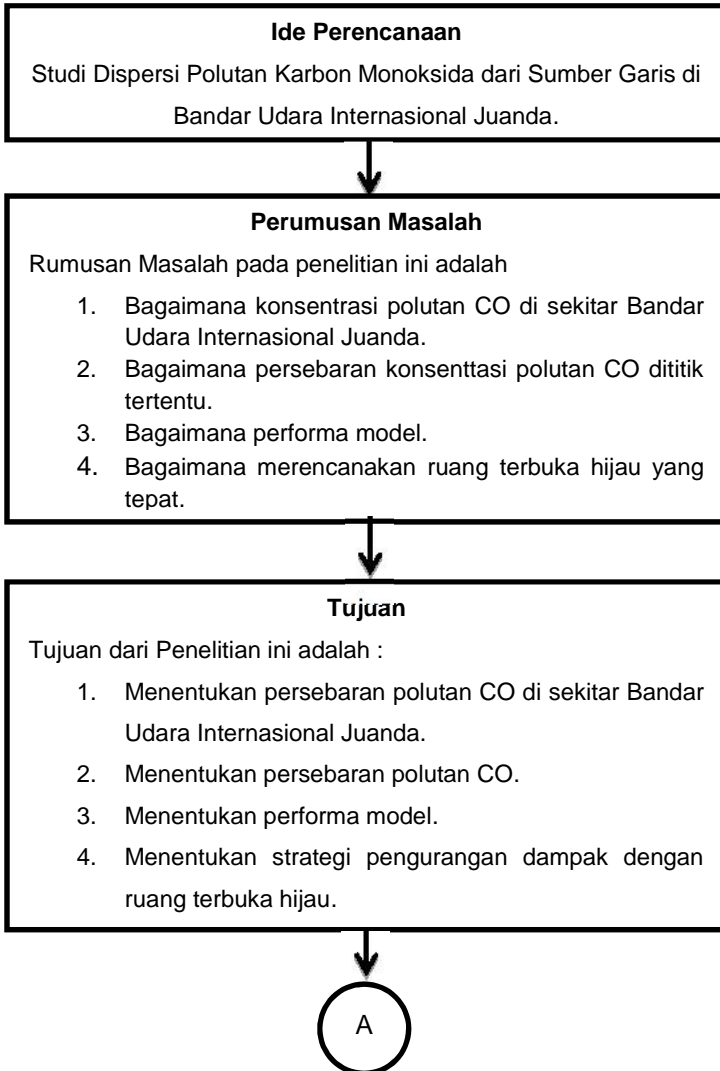 Ide Perencanaan
Studi Dispersi Polutan Karbon Monoksida dari Sumber Garis di
Bandar Udara Internasional Juanda.
Perumusan Masalah
Rumusan Masalah pada penelitian ini adalah
1. Bagaimana konsentrasi polutan CO di sekitar Bandar
Udara Internasional Juanda.
2. Bagaimana persebaran konsenttasi polutan CO dititik
tertentu.
3. Bagaimana performa model.
4. Bagaimana merencanakan ruang terbuka hijau yang
tepat.
Tujuan
Tujuan dari Penelitian ini adalah :
1. Menentukan persebaran polutan CO di sekitar Bandar
Udara Internasional Juanda.
2. Menentukan persebaran polutan CO.
3. Menentukan performa model.
4. Menentukan strategi pengurangan dampak dengan
ruang terbuka hijau.
A